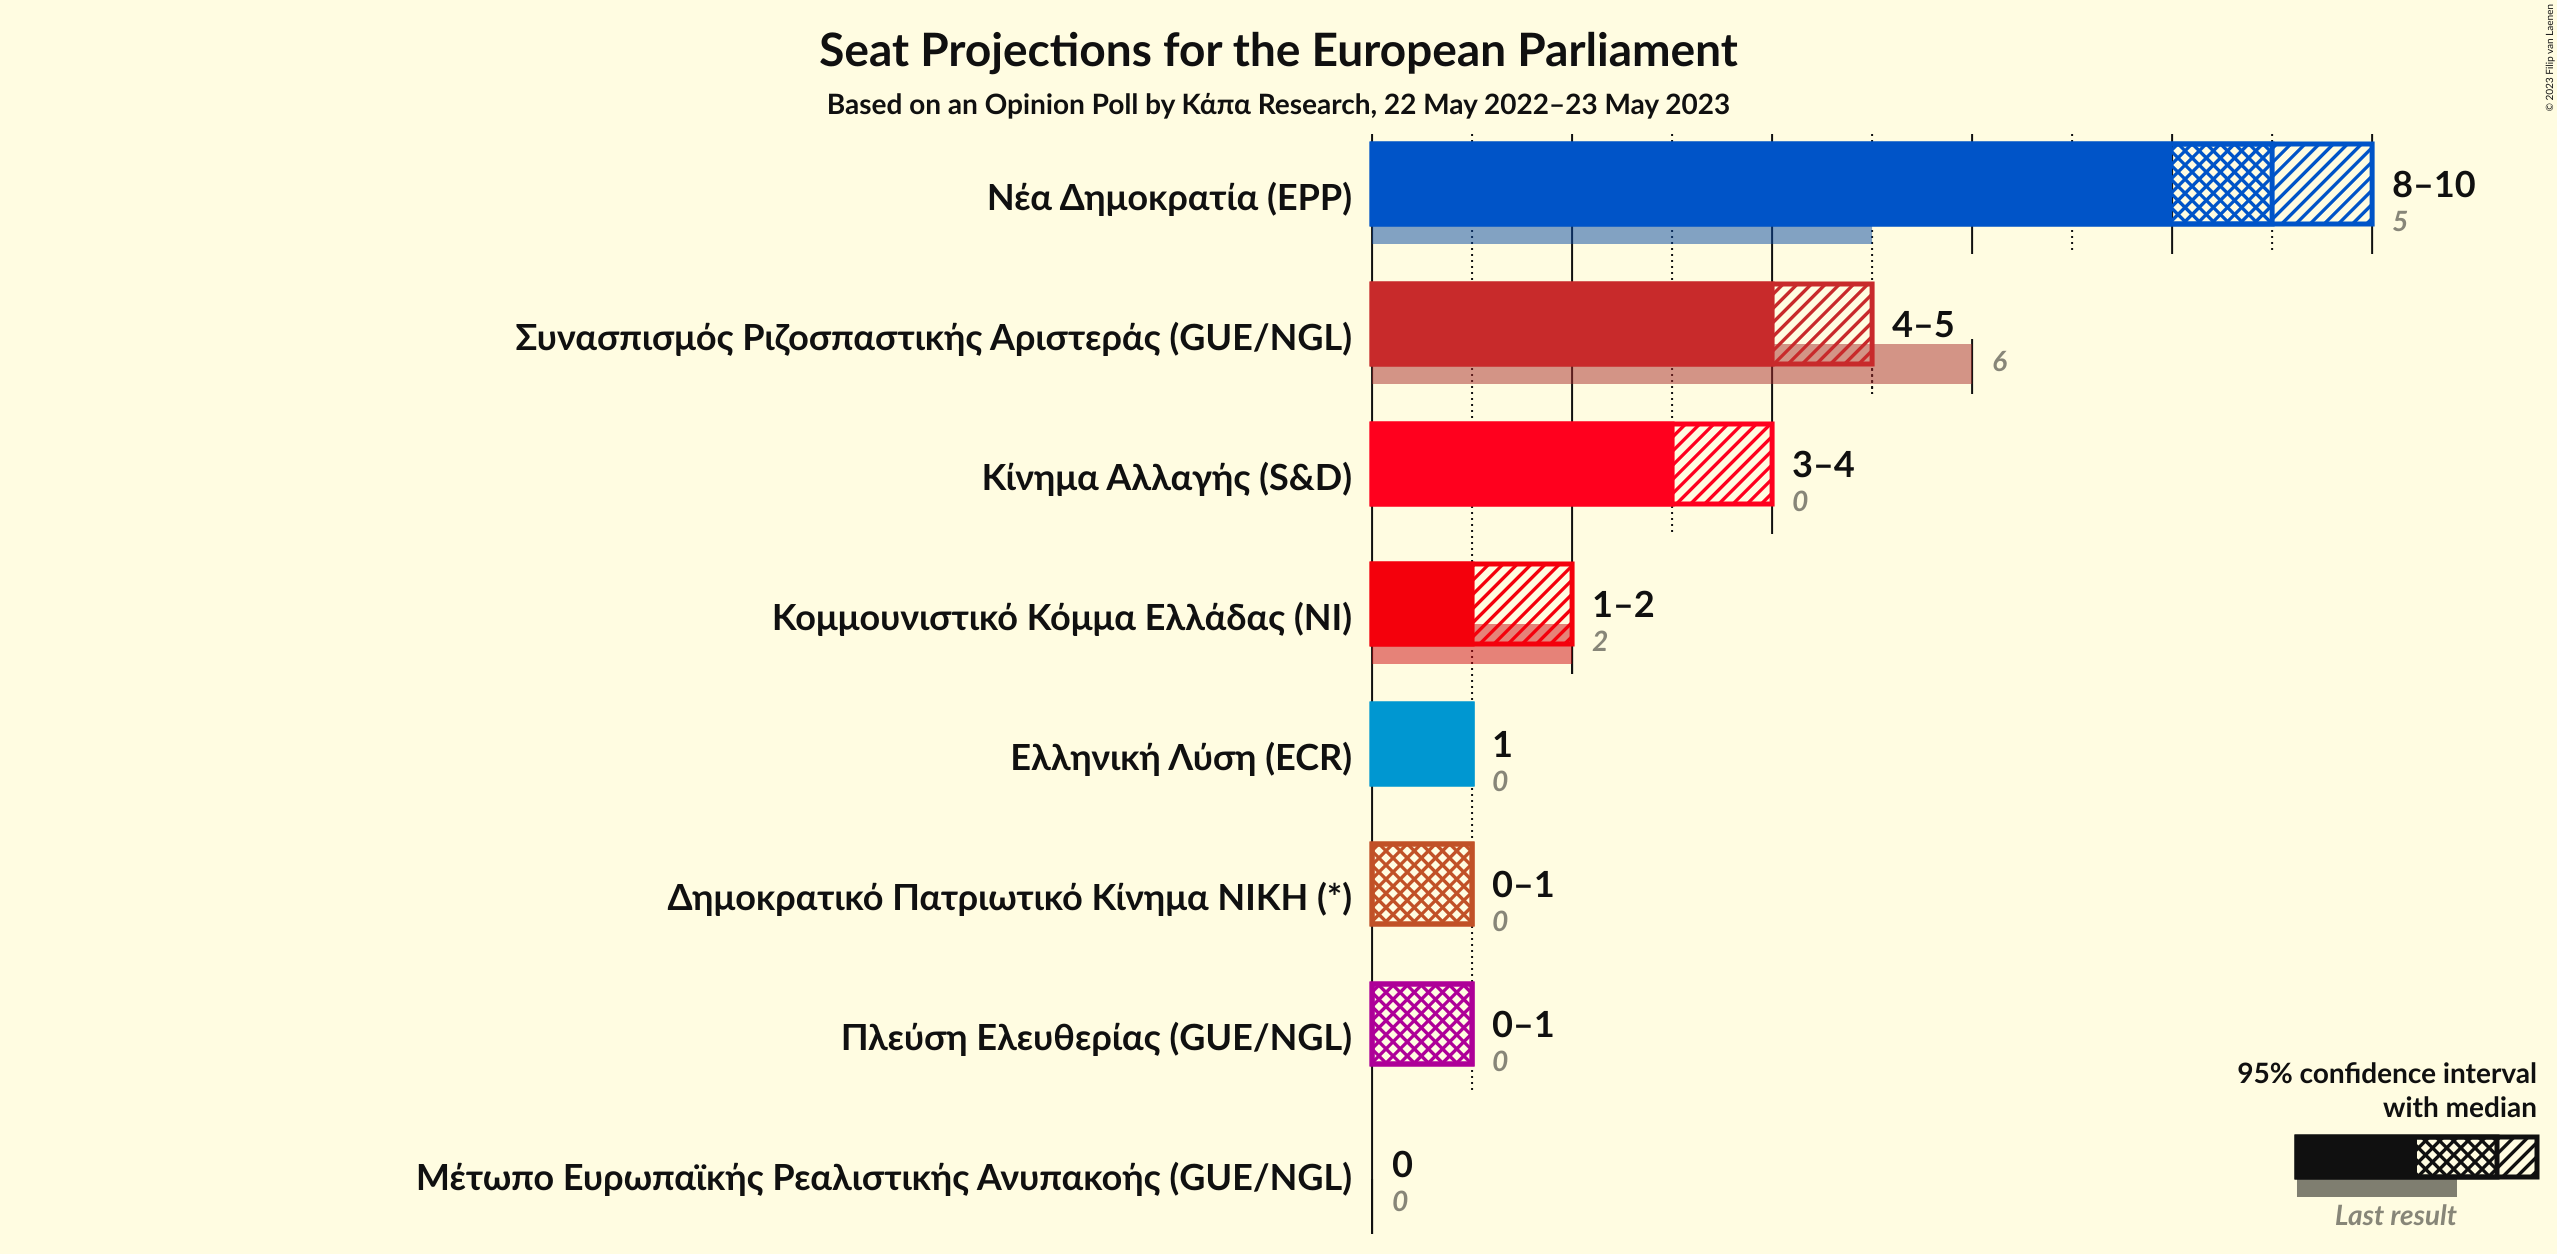 Seat Projections for the European Parliament
Based on an Opinion Poll by Κάπα Research, 22 May 2022–23 May 2023
© 2023 Filip van Laenen
Νέα Δημοκρατία (EPP)
8–10
5
Συνασπισμός Ριζοσπαστικής Αριστεράς (GUE/NGL)
4–5
6
Κίνημα Αλλαγής (S&D)
3–4
0
Κομμουνιστικό Κόμμα Ελλάδας (NI)
1–2
2
Ελληνική Λύση (ECR)
1
0
Δημοκρατικό Πατριωτικό Κίνημα ΝΙΚΗ (*)
0–1
0
Πλεύση Ελευθερίας (GUE/NGL)
0–1
0
Μέτωπο Ευρωπαϊκής Ρεαλιστικής Ανυπακοής (GUE/NGL)
0
0
95% confidence interval
with median
Last result